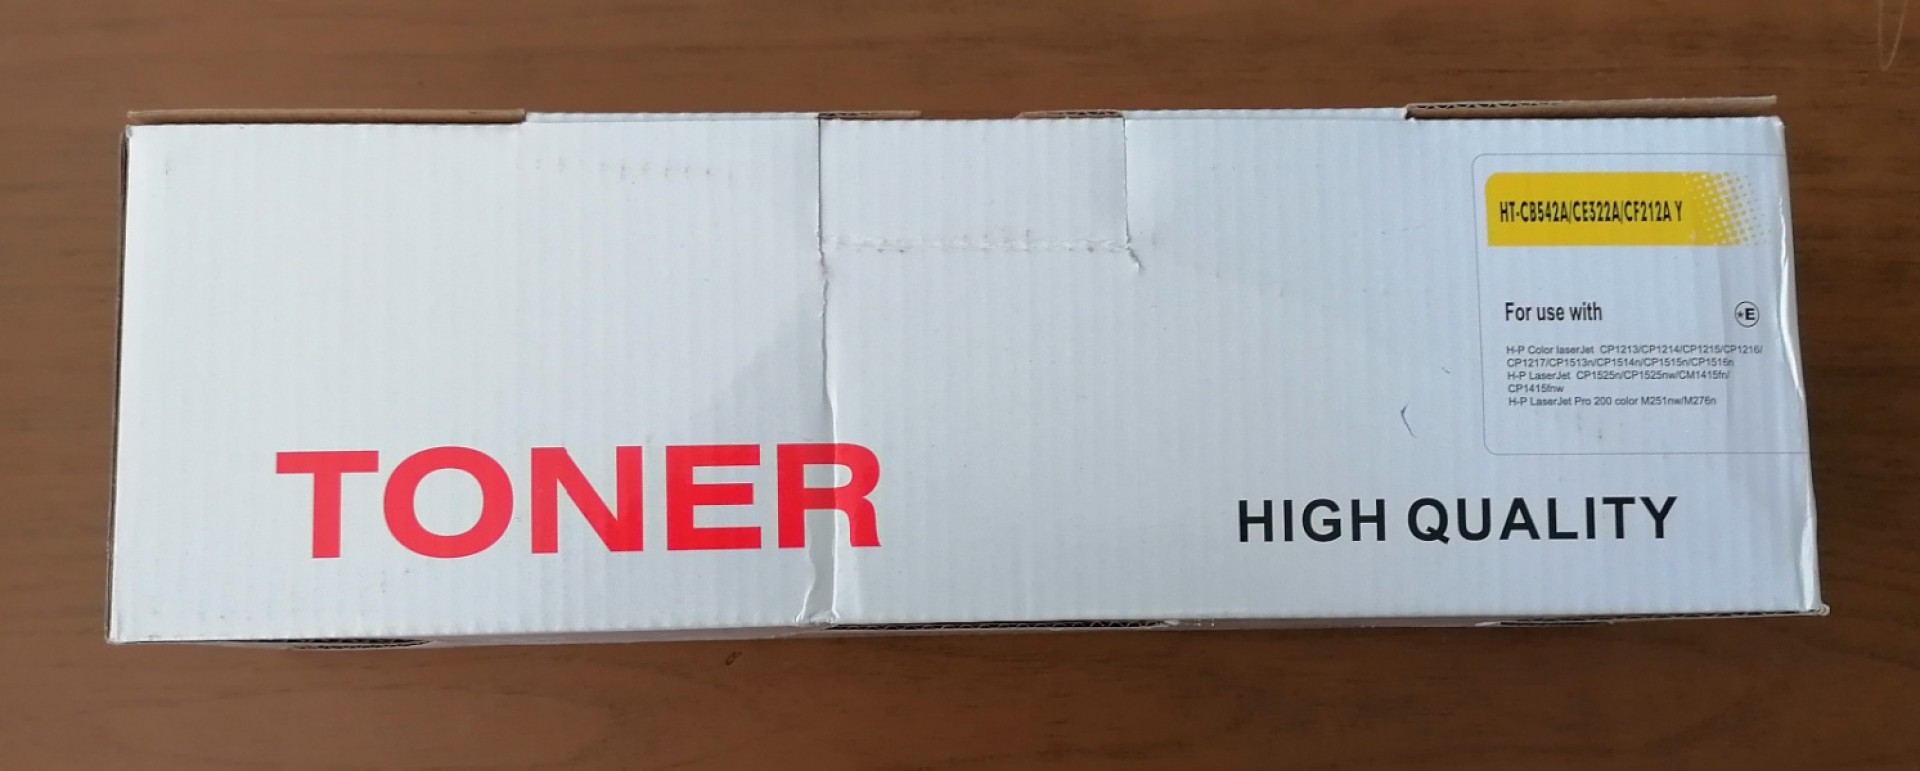 TONER
HIGH QUALITY
HT-CB542A/CE322A/CF212A Y
For use with
*E
H-P Color laserJet CP1213/CP1214/CP1215/CP1216/
CP1217/CP1513n/CP1514n/CP1515n/CP1516n
H-P LaserJet CP1525n/CP1525nw/CM1415fn/
CP1415fnw
H-P LaserJet Pro 200 color M251nw/M276n